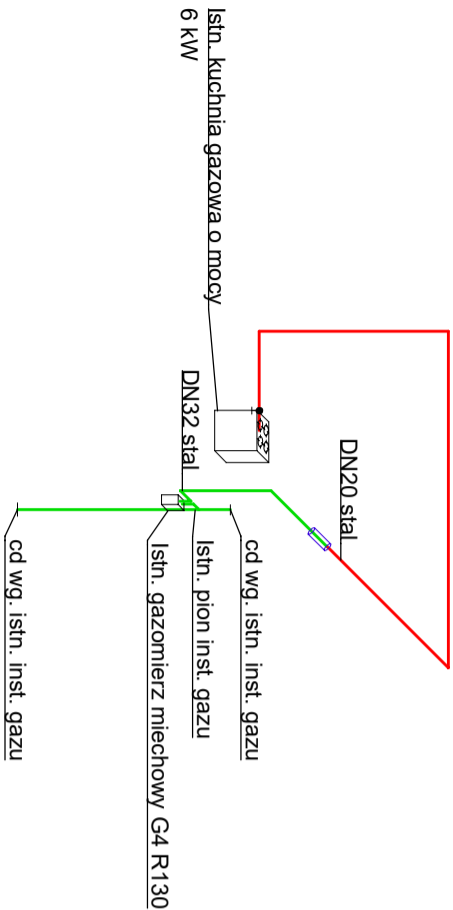 Istn. kuchnia gazowa o mocy
6 kW
DN20 stal
DN32 stal
cd wg. istn. inst. gazu
Istn. pion inst. gazu
Istn. gazomierz miechowy G4 R130
cd wg. istn. inst. gazu